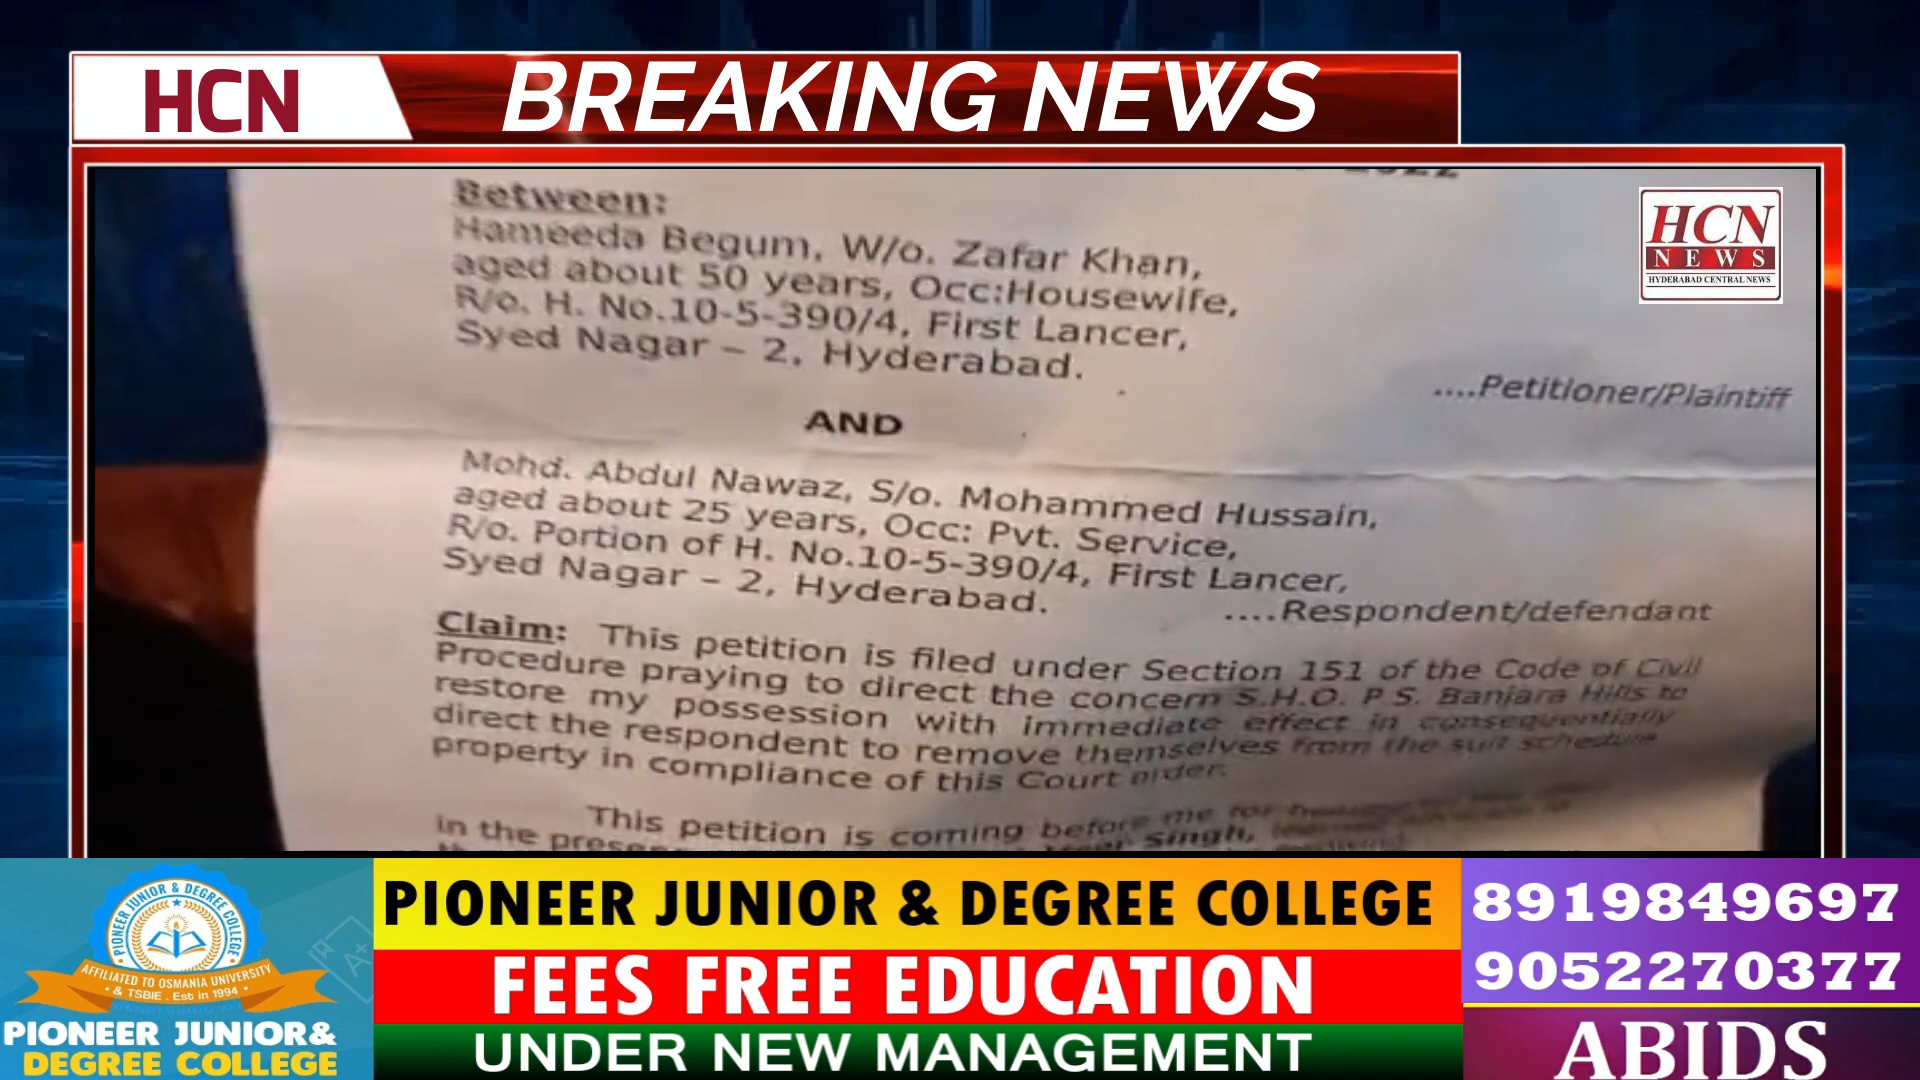 HCN
BREAKING NEWS
2022
HCN
NEWS
HYDERABAD CENTRAL NEWS
Between:
Hameeda Begum, W/o. Zafar Khan,
aged about 50 years, Occ:Housewife,
R/o. H. No.10-5-390/4, First Lancer,
Syed Nagar – 2, Hyderabad.
....Petitioner/Plaintiff
AND
Mohd. Abdul Nawaz, S/o. Mohammed Hussain,
aged about 25 years, Occ: Pvt. Service,
R/o. Portion of H. No.10-5-390/4, First Lancer,
Syed Nagar – 2, Hyderabad.
....Respondent/defendant
Claim: This petition is filed under Section 151 of the Code of Civil
Procedure praying to direct the concern S.H.O. P.S. Banjara Hills to
restore my possession with immediate effect in consequentially
direct the respondent to remove themselves from the suit schedule
property in compliance of this Court order.
This petition is coming before me for
in the Singh,
PIONEER JUNIOR & DEGREE COLLEGE
AFFILIATED TO OSMANIA UNIVERSITY
& TSBIE . Est in 1994
PIONEER JUNIOR&
DEGREE COLLEGE
A+
PIONEER JUNIOR & DEGREE COLLEGE
FEES FREE EDUCATION
UNDER NEW MANAGEMENT
8919849697
9052270377
ABIDS